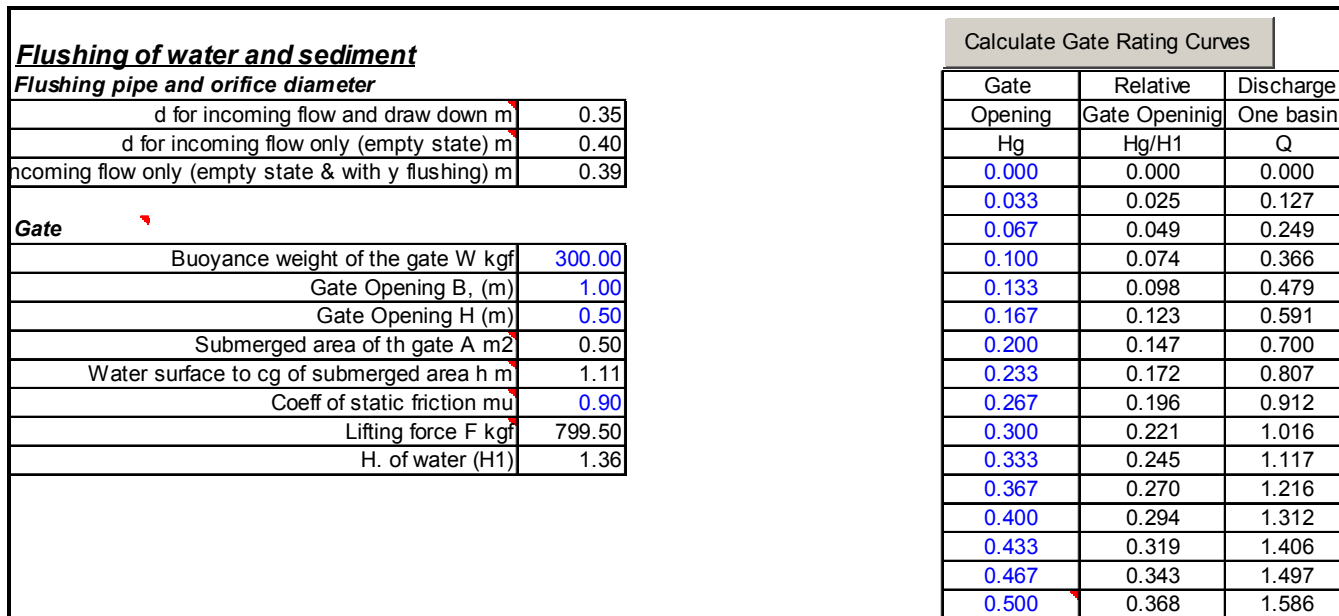 Flushing of water and sediment
Flushing pipe and orifice diameter
d for incoming flow and draw down m 0.35
d for incoming flow only (empty state) m 0.40
ncoming flow only (empty state & with y flushing) m 0.39
Gate
Buoyance weight of the gate W kgf 300.00
Gate Opening B, (m) 1.00
Gate Opening H (m) 0.50
Submerged area of th gate A m2 0.50
Water surface to cg of submerged area h m 1.11
Coeff of static friction mu 0.90
Lifting force F kgf 799.50
H. of water (H1) 1.36
Calculate Gate Rating Curves
Gate Relative Discharge
Opening Gate Openinig One basin
Hg Hg/H1 Q
0.000 0.000 0.000
0.033 0.025 0.127
0.067 0.049 0.249
0.100 0.074 0.366
0.133 0.098 0.479
0.167 0.123 0.591
0.200 0.147 0.700
0.233 0.172 0.807
0.267 0.196 0.912
0.300 0.221 1.016
0.333 0.245 1.117
0.367 0.270 1.216
0.400 0.294 1.312
0.433 0.319 1.406
0.467 0.343 1.497
0.500 0.368 1.586